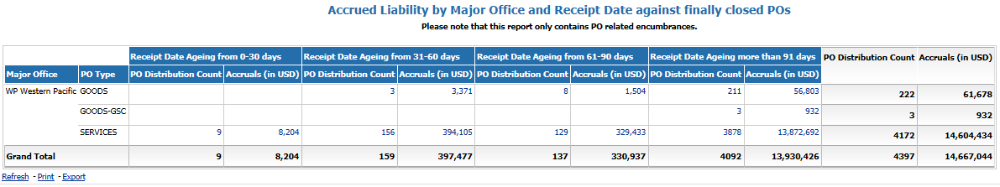 Accrued Liability by Major Office and Receipt Date against finally closed POs
Please note that this report only contains PO related encumbrances.
Receipt Date Ageing from 0-30 days Receipt Date Ageing from 31-60 days Receipt Date Ageing from 61-90 days Receipt Date Ageing more than 91 days PO Distribution Count Accruals (in USD)
Major Office PO Type PO Distribution Count Accruals (in USD) PO Distribution Count Accruals (in USD) PO Distribution Count Accruals (in USD) PO Distribution Count Accruals (in USD)
WP Western Pacific GOODS 3 3,371 8 1,504 211 56,803 222 61,678
GOODS-GSC 3 932 3 932
SERVICES 9 8,204 156 394,105 129 329,433 3878 13,872,692 4172 14,604,434
Grand Total 9 8,204 159 397,477 137 330,937 4092 13,930,426 4397 14,667,044
Refresh - Print - Export